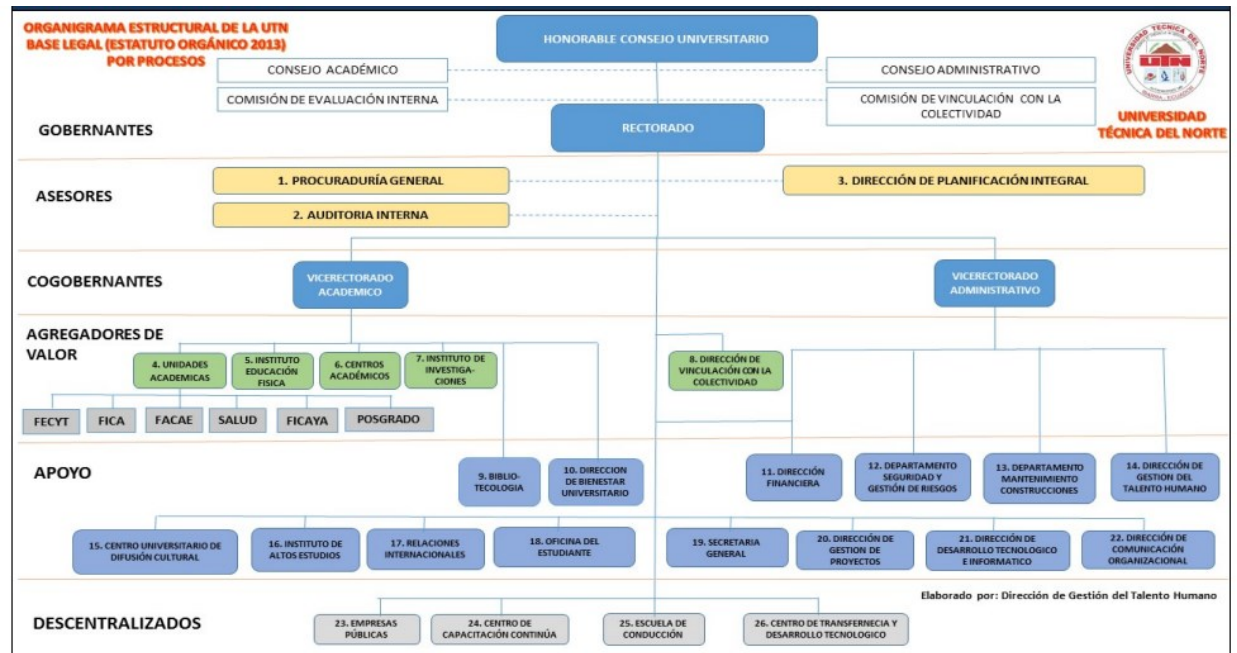 ORGANIGRAMA ESTRUCTURAL DE LA UTN
BASE LEGAL (ESTATUTO ORGÁNICO 2013)
POR PROCESOS
HONORABLE CONSEJO UNIVERSITARIO
UNIVERSIDAD TECNICA DEL NORTE
UTN
UNIVERSIDAD
TÉCNICA DEL NORTE
CONSEJO ACADÉMICO
CONSEJO ADMINISTRATIVO
COMISIÓN DE EVALUACIÓN INTERNA
COMISIÓN DE VINCULACIÓN CON LA
COLECTIVIDAD
GOBERNANTES
RECTORADO
ASESORES
1. PROCURADURÍA GENERAL
3. DIRECCIÓN DE PLANIFICACIÓN INTEGRAL
2. AUDITORIA INTERNA
COGOBERNANTES
VICERECTORADO
ACADEMICO
VICERECTORADO
ADMINISTRATIVO
AGREGADORES DE
VALOR
4. UNIDADES
ACADEMICAS
5. INSTITUTO
EDUCACIÓN
FISICA
6. CENTROS
ACADÉMICOS
7. INSTITUTO DE
INVESTIGA-
CIONES
8. DIRECCIÓN DE
VINCULACIÓN CON LA
COLECTIVIDAD
FECYT
FICA
FACAE
SALUD
FICAYA
POSGRADO
APOYO
9. BIBLIO-
TECOLOGIA
10. DIRECCION
DE BIENESTAR
UNIVERSITARIO
11. DIRECCIÓN
FINANCIERA
12. DEPARTAMENTO
SEGURIDAD Y
GESTIÓN DE RIESGOS
13. DEPARTAMENTO
MANTENIMIENTO
CONSTRUCCIONES
14. DIRECCIÓN DE
GESTION DEL
TALENTO HUMANO
15. CENTRO UNIVERSITARIO DE
DIFUSIÓN CULTURAL
16. INSTITUTO DE
ALTOS ESTUDIOS
17. RELACIONES
INTERNACIONALES
18. OFICINA DEL
ESTUDIANTE
19. SECRETARIA
GENERAL
20. DIRECCIÓN DE
GESTION DE
PROYECTOS
21. DIRECCIÓN DE
DESARROLLO TECNOLOGICO
E INFORMATICO
22. DIRECCIÓN DE
COMUNICACIÓN
ORGANIZACIONAL
Elaborado por: Dirección de Gestión del Talento Humano
DESCENTRALIZADOS
23. EMPRESAS
PÚBLICAS
24. CENTRO DE
CAPACITACIÓN CONTINÚA
25. ESCUELA DE
CONDUCCIÓN
26. CENTRO DE TRANSFERNECIA Y
DESARROLLO TECNOLOGICO